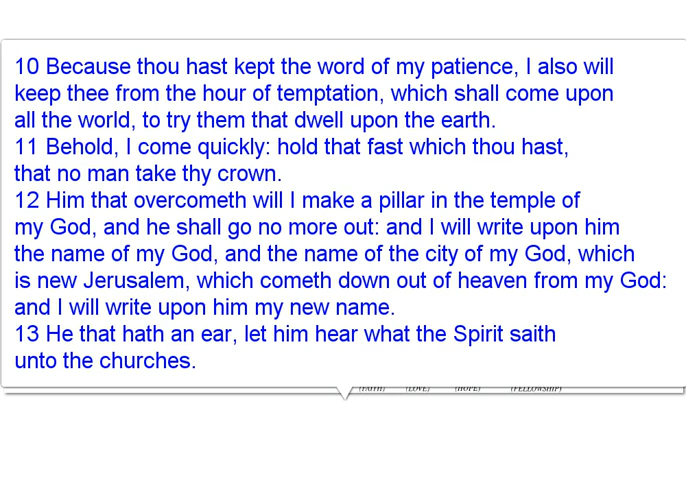 10 Because thou hast kept the word of my patience, I also will
keep thee from the hour of temptation, which shall come upon
all the world, to try them that dwell upon the earth.
11 Behold, I come quickly: hold that fast which thou hast,
that no man take thy crown.
12 Him that overcometh will I make a pillar in the temple of
my God, and he shall go no more out: and I will write upon him
the name of my God, and the name of the city of my God, which
is new Jerusalem, which cometh down out of heaven from my God:
and I will write upon him my new name.
13 He that hath an ear, let him hear what the Spirit saith
unto the churches.
(FAITH) (LOVE) (HOPE) (FELLOWSHIP)